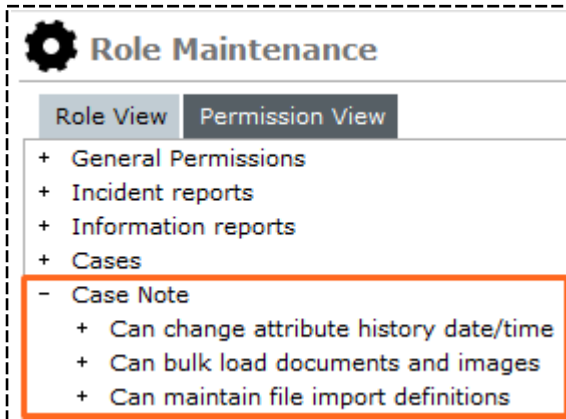 Role Maintenance
Role View Permission View
+ General Permissions
+ Incident reports
+ Information reports
+ Cases
- Case Note
+ Can change attribute history date/time
+ Can bulk load documents and images
+ Can maintain file import definitions